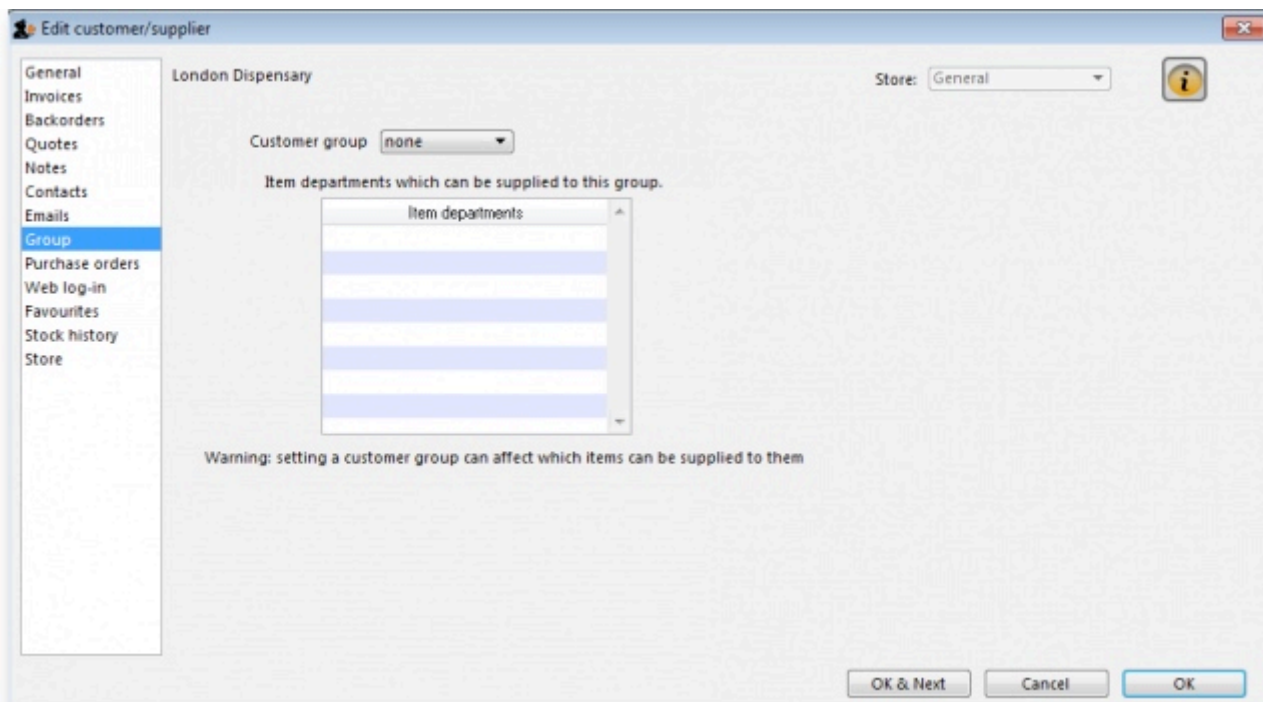 Edit customer/supplier
General
Invoices
Backorders
Quotes
Notes
Contacts
Emails
Group
Purchase orders
Web log-in
Favourites
Stock history
Store
London Dispensary
Store: General
Customer group none
Item departments which can be supplied to this group.
Item departments
Warning: setting a customer group can affect which items can be supplied to them
OK & Next Cancel OK